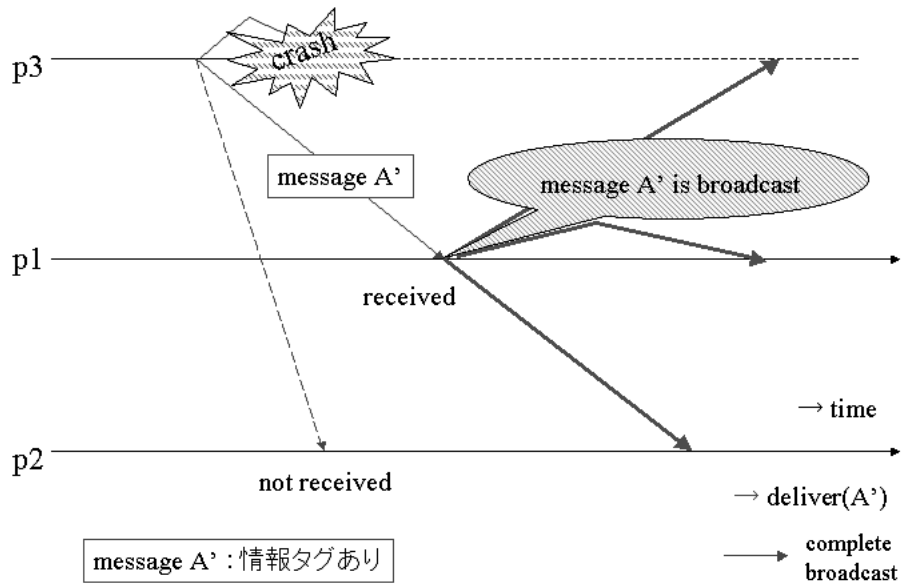 crash
p3
message A’
message A’ is broadcast
p1
received
→ time
p2
not received
→ deliver(A’)
message A’ : 情報タグあり
complete
broadcast